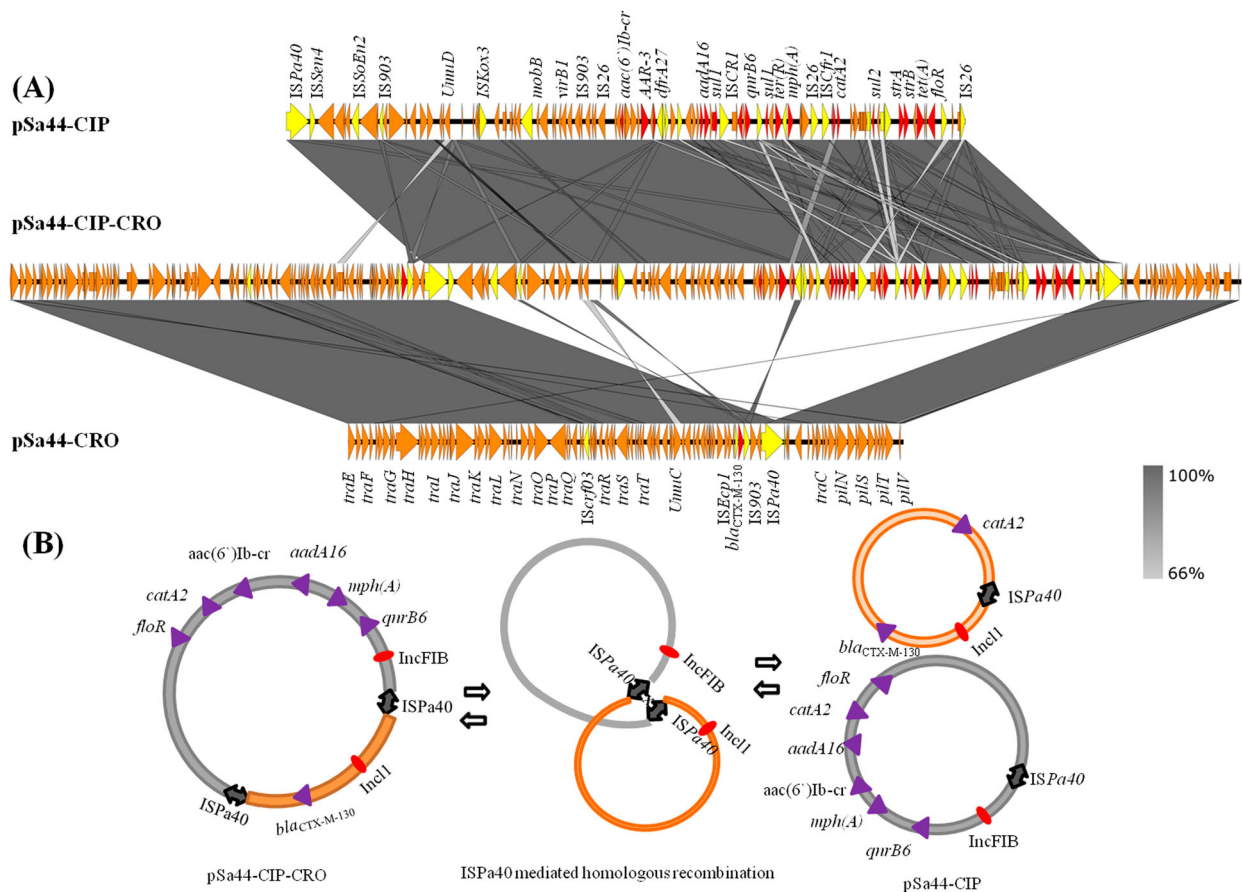 (A)
pSa44-CIP
ISPa40
ISSen4
ISSoEn2
IS903
UmuD
ISKox3
mobB
virB1
IS903
IS26
aac(6`)Ib-cr
AAR-3
dfrA27
aadA16
sul1
ISCR1
qnrB6
sul1
ter(R)
mph(A)
IS26
ISCfr1
catA2
sul2
strA
strB
tet(A)
floR
IS26
pSa44-CIP-CRO
pSa44-CRO
traE
traF
traG
traH
traI
traJ
traK
traL
traN
traO
traP
traQ
IScrf03
traR
traS
traT
UmuC
ISEcp1
blaCTX-M-130
IS903
ISPa40
traC
pilN
pilS
pilT
pilV
100%
66%
(B)
aac(6`)Ib-cr
aadA16
mph(A)
catA2
qnrB6
floR
IncFIB
ISPa40
IncI1
ISPa40
blaCTX-M-130
pSa44-CIP-CRO
ISPa40
IncFIB
ISPa40
IncI1
ISPa40 mediated homologous recombination
catA2
ISPa40
IncI1
blaCTX-M-130
floR
catA2
aadA16
ISPa40
aac(6`)Ib-cr
mph(A)
IncFIB
qnrB6
pSa44-CIP